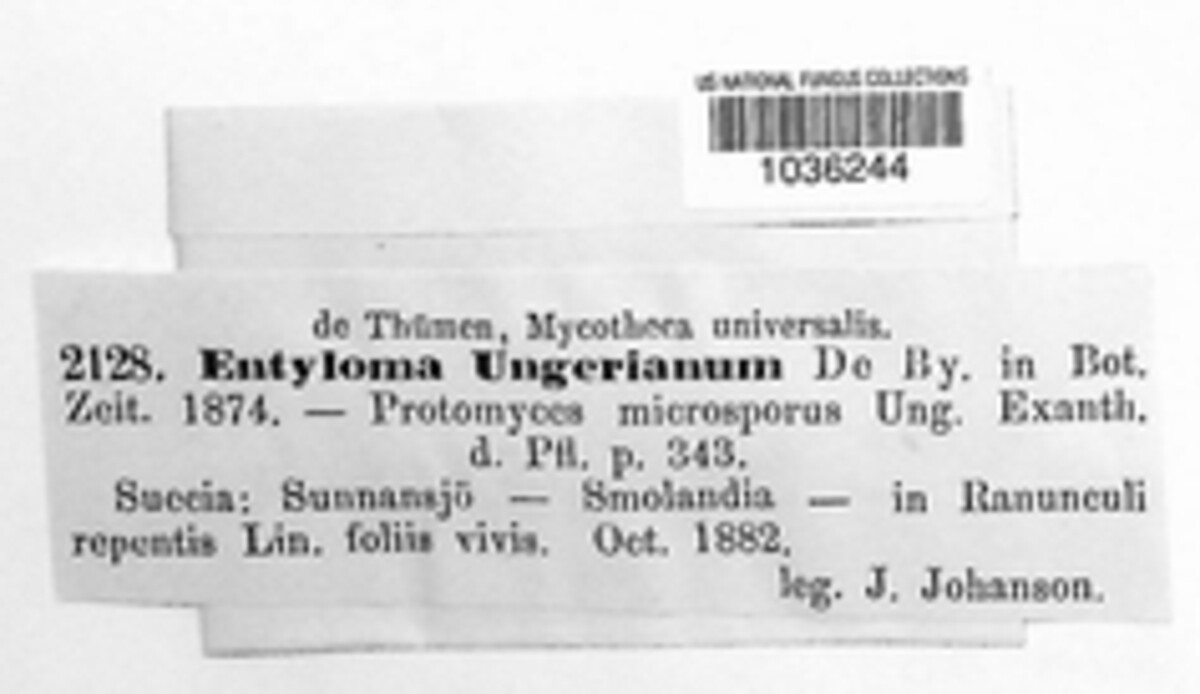 US NATIONAL FUNGUS COLLECTIONS
1036244
de Thümen, Mycotheca universalis.
2128. Entyloma Ungerianum De By. in Bot.
Zeit. 1874. — Protomyces microsporus Ung. Exanth.
d. Pfl. p. 343.
Suecia: Sunnansjö — Smolandia — in Ranunculi
repentis Lin. foliis vivis. Oct. 1882.
leg. J. Johanson.